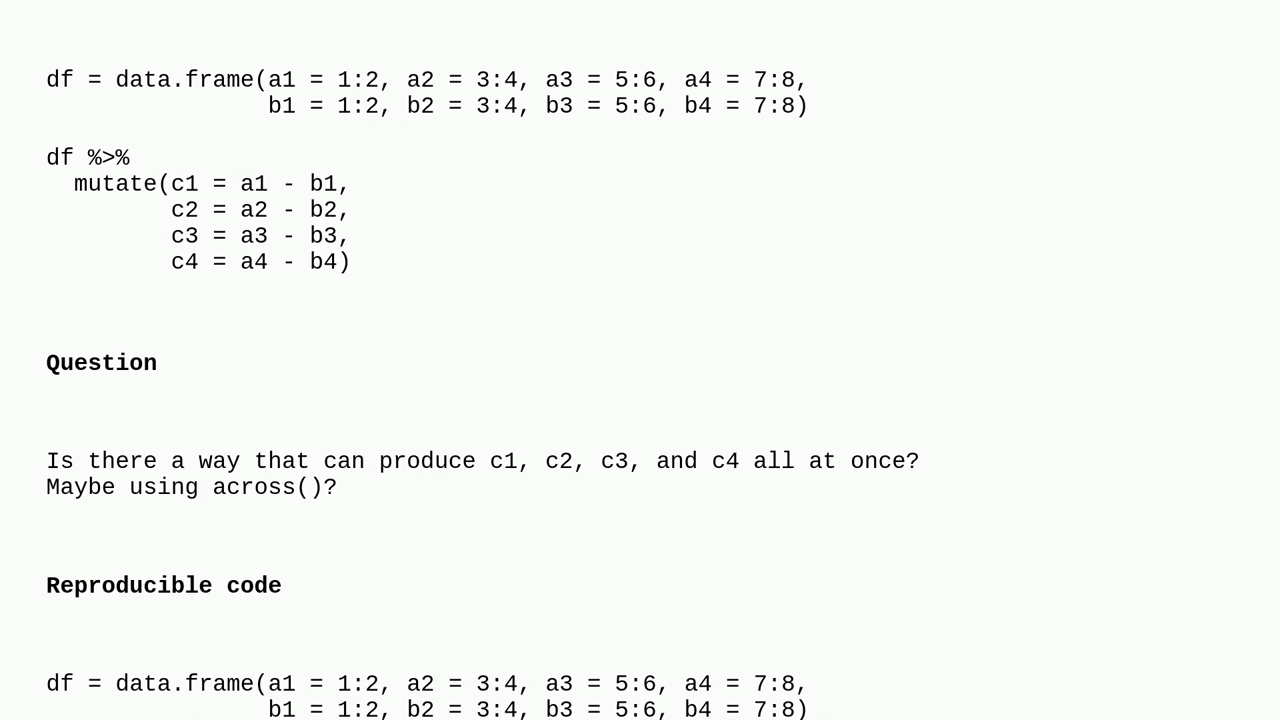 df = data.frame(a1 = 1:2, a2 = 3:4, a3 = 5:6, a4 = 7:8,
                b1 = 1:2, b2 = 3:4, b3 = 5:6, b4 = 7:8)
df %>%
  mutate(c1 = a1 - b1,
         c2 = a2 - b2,
         c3 = a3 - b3,
         c4 = a4 - b4)
Question
Is there a way that can produce c1, c2, c3, and c4 all at once?
Maybe using across()?
Reproducible code
df = data.frame(a1 = 1:2, a2 = 3:4, a3 = 5:6, a4 = 7:8,
                b1 = 1:2, b2 = 3:4, b3 = 5:6, b4 = 7:8)